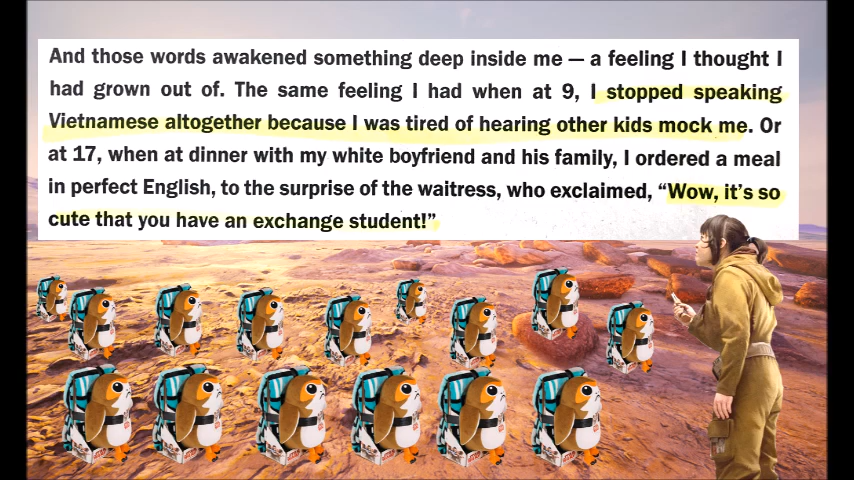 And those words awakened something deep inside me — a feeling I thought I
had grown out of. The same feeling I had when at 9, I stopped speaking
Vietnamese altogether because I was tired of hearing other kids mock me. Or
at 17, when at dinner with my white boyfriend and his family, I ordered a meal
in perfect English, to the surprise of the waitress, who exclaimed, “Wow, it’s so
cute that you have an exchange student!”